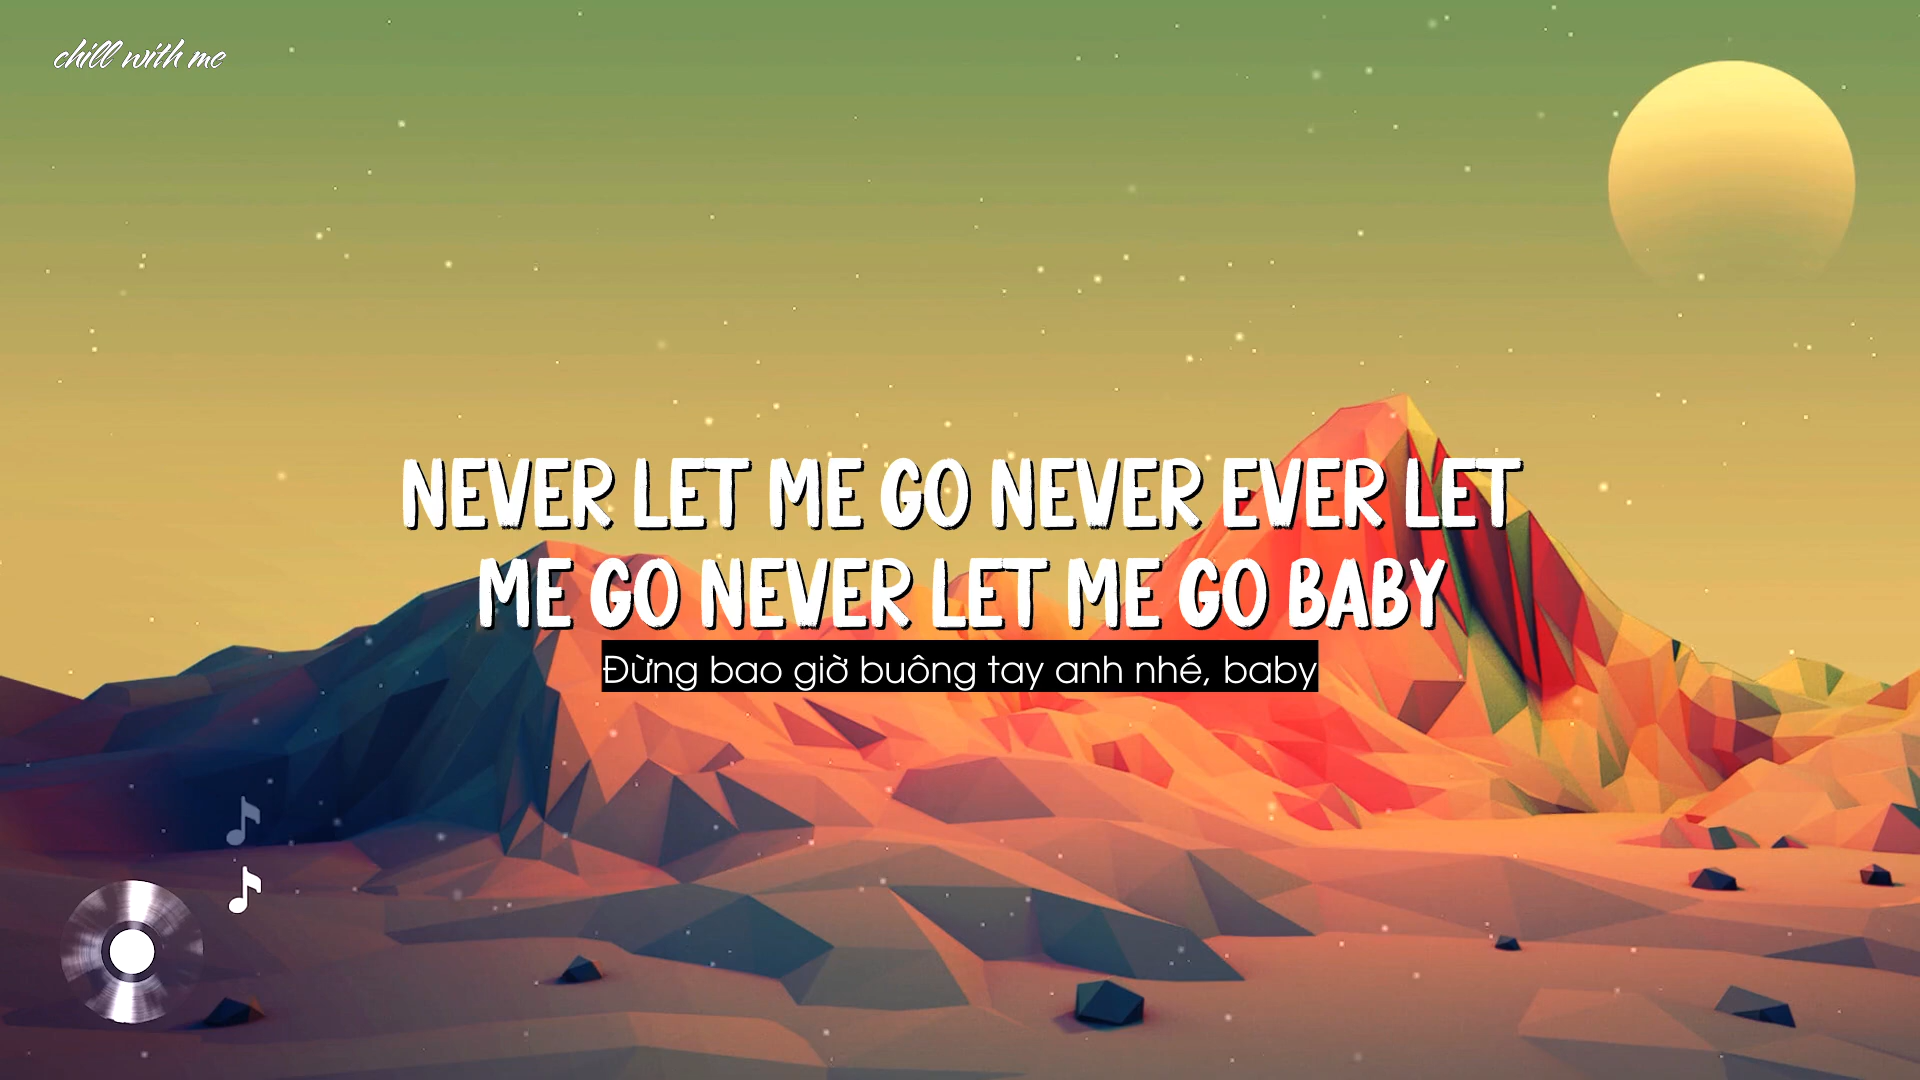 chill with me
NEVER LET ME GO NEVER EVER LET
ME GO NEVER LET ME GO BABY
Đừng bao giờ buông tay anh nhé, baby